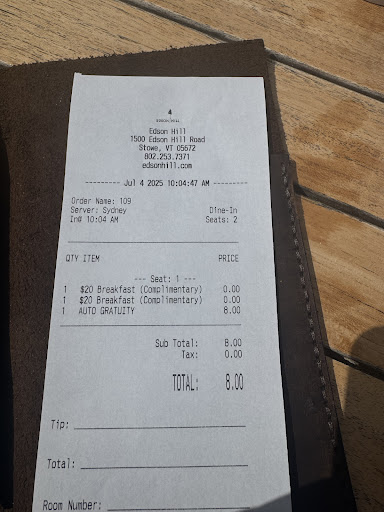 EDSON HILL
Edson Hill
1500 Edson Hill Road
Stowe, VT 05672
802.253.7371
edsonhill.com
---------- Jul 4 2025 10:04:47 AM ----------
Order Name: 109
Server: Sydney Dine-In
In# 10:04 AM Seats: 2
QTY ITEM PRICE
--- Seat: 1 ---
1 $20 Breakfast (Complimentary) 0.00
1 $20 Breakfast (Complimentary) 0.00
1 AUTO GRATUITY 8.00
Sub Total: 8.00
Tax: 0.00
TOTAL: 8.00
Tip:
Total:
Room Number: